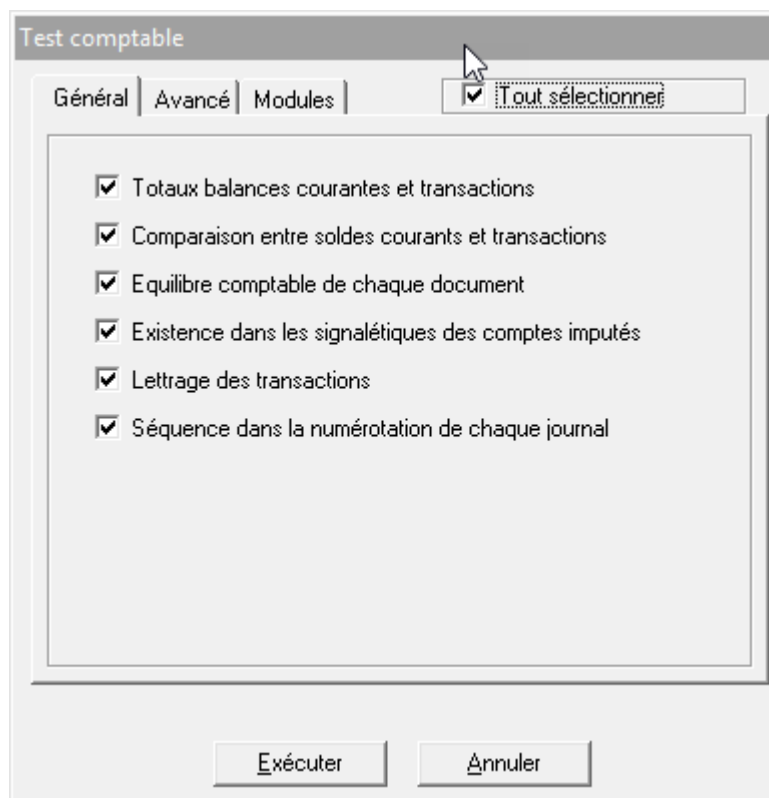 Test comptable
Général Avancé Modules Tout sélectionner
Totaux balances courantes et transactions
Comparaison entre soldes courants et transactions
Equilibre comptable de chaque document
Existence dans les signalétiques des comptes imputés
Lettrage des transactions
Séquence dans la numérotation de chaque journal
Exécuter Annuler